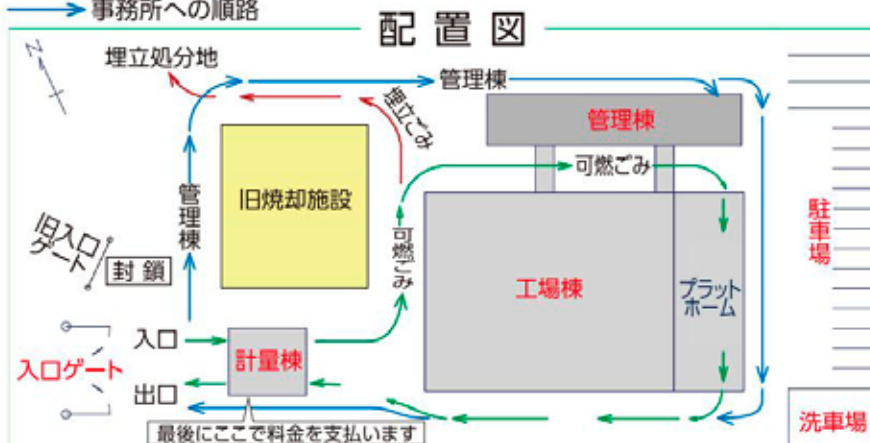 事務所への順路
配置図
N
埋立処分地
管理棟
埋立ごみ
管理棟
可燃ごみ
旧焼却施設
管理棟
可燃ごみ
旧入口
ゲート
封鎖
工場棟
プラット
ホーム
駐車場
入口
計量棟
入口ゲート
出口
最後にここで料金を支払います
洗車場